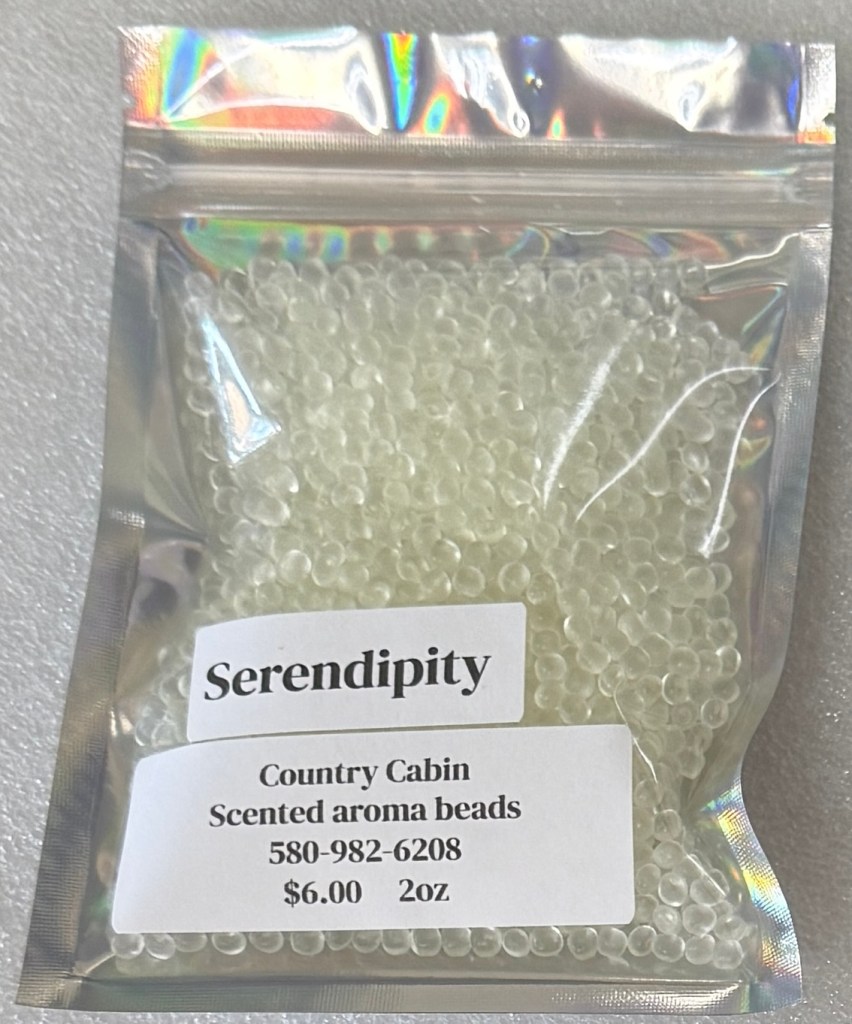 Serendipity
Country Cabin
Scented aroma beads
580-982-6208
$6.00 2oz